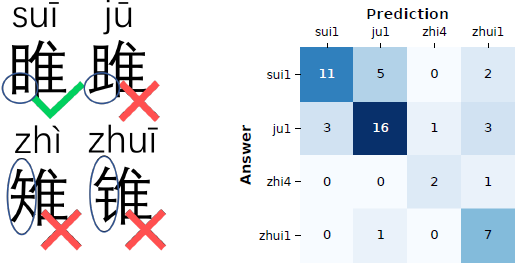 suī jū
睢 雎
zhì zhuī
雉 锥
Prediction
sui1 ju1 zhi4 zhui1
Answer
sui1 11 5 0 2
ju1 3 16 1 3
zhi4 0 0 2 1
zhui1 0 1 0 7